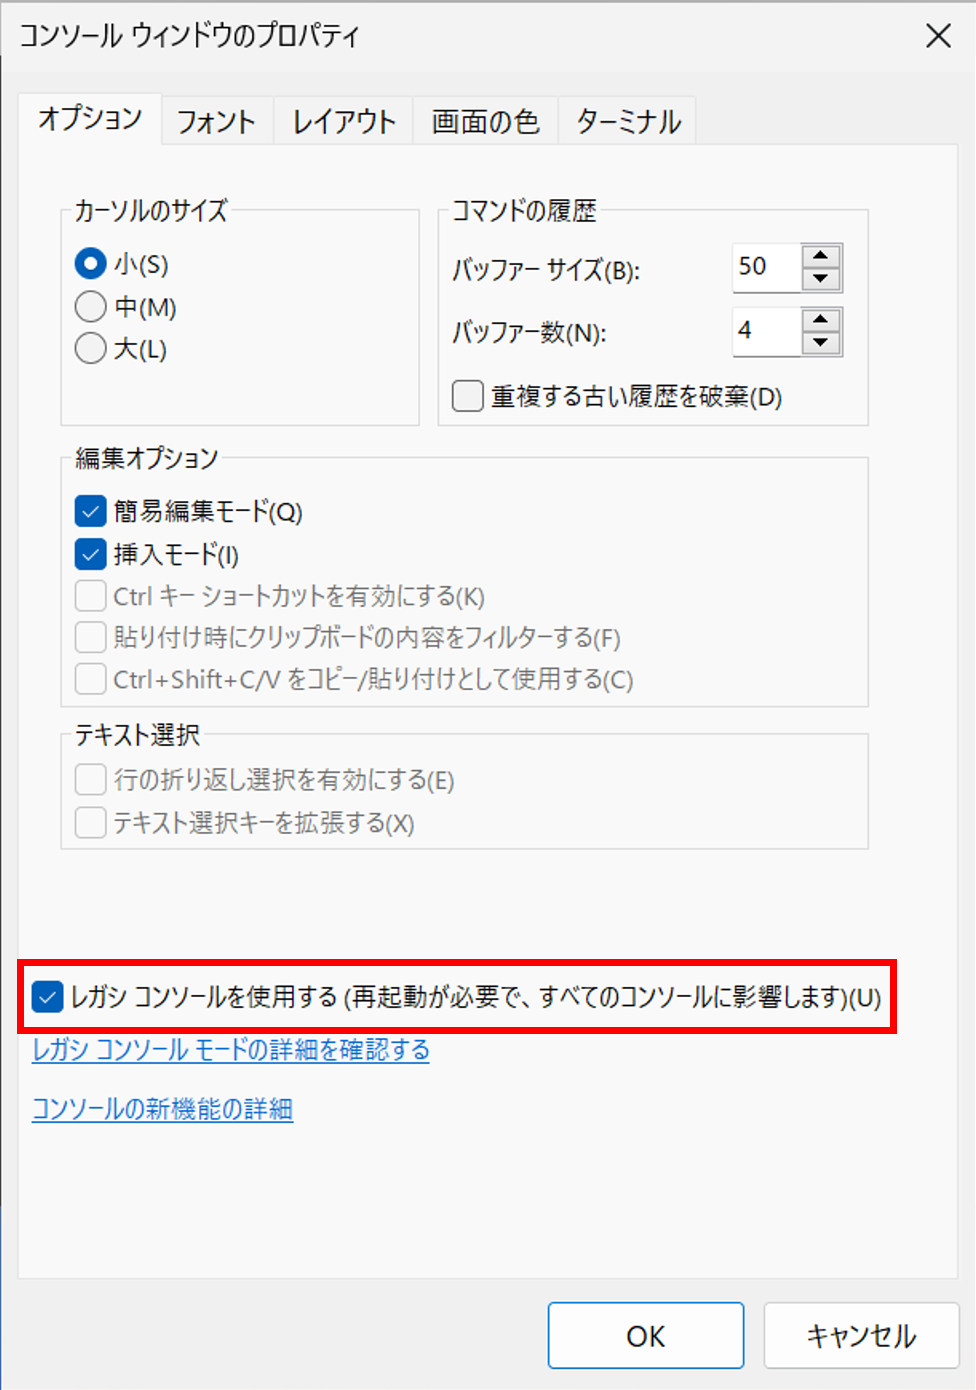 コンソール ウィンドウのプロパティ
オプション
フォント
レイアウト
画面の色
ターミナル
カーソルのサイズ
小(S)
中(M)
大(L)
コマンドの履歴
バッファー サイズ(B):
50
バッファー数(N):
4
重複する古い履歴を破棄(D)
編集オプション
簡易編集モード(Q)
挿入モード(I)
Ctrl キー ショートカットを有効にする(K)
貼り付け時にクリップボードの内容をフィルターする(F)
Ctrl+Shift+C/V をコピー/貼り付けとして使用する(C)
テキスト選択
行の折り返し選択を有効にする(E)
テキスト選択キーを拡張する(X)
レガシ コンソールを使用する (再起動が必要で、すべてのコンソールに影響します)(U)
レガシ コンソール モードの詳細を確認する
コンソールの新機能の詳細
OK
キャンセル